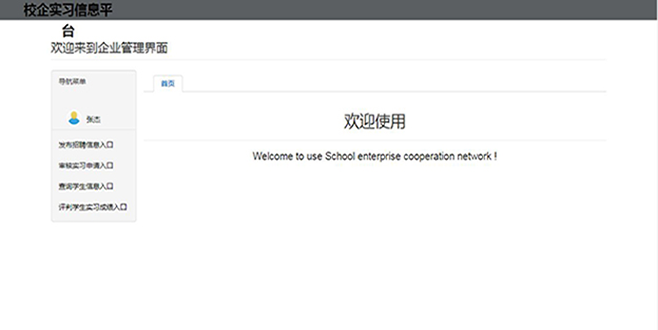 校企实习信息平
台
欢迎来到企业管理界面
导航菜单
首页
张杰
欢迎使用
Welcome to use School enterprise cooperation network !
发布招聘信息入口
审核实习申请入口
查询学生信息入口
评判学生实习成绩入口